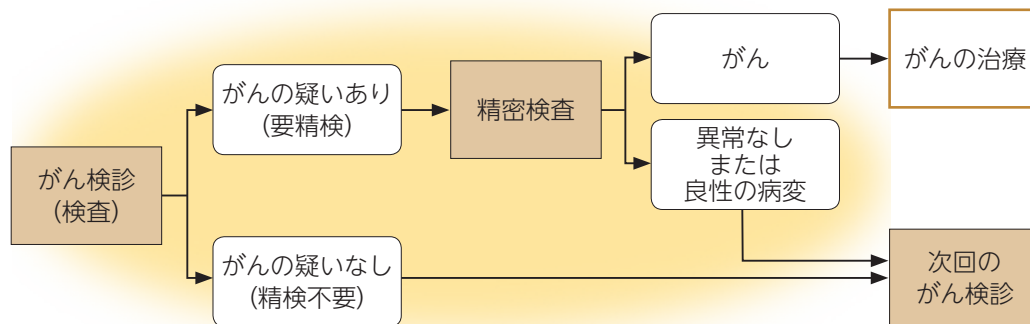 がん検診
(検査)
がんの疑いあり
(要精検)
精密検査
がん
がんの治療
異常なし
または
良性の病変
がんの疑いなし
(精検不要)
次回の
がん検診